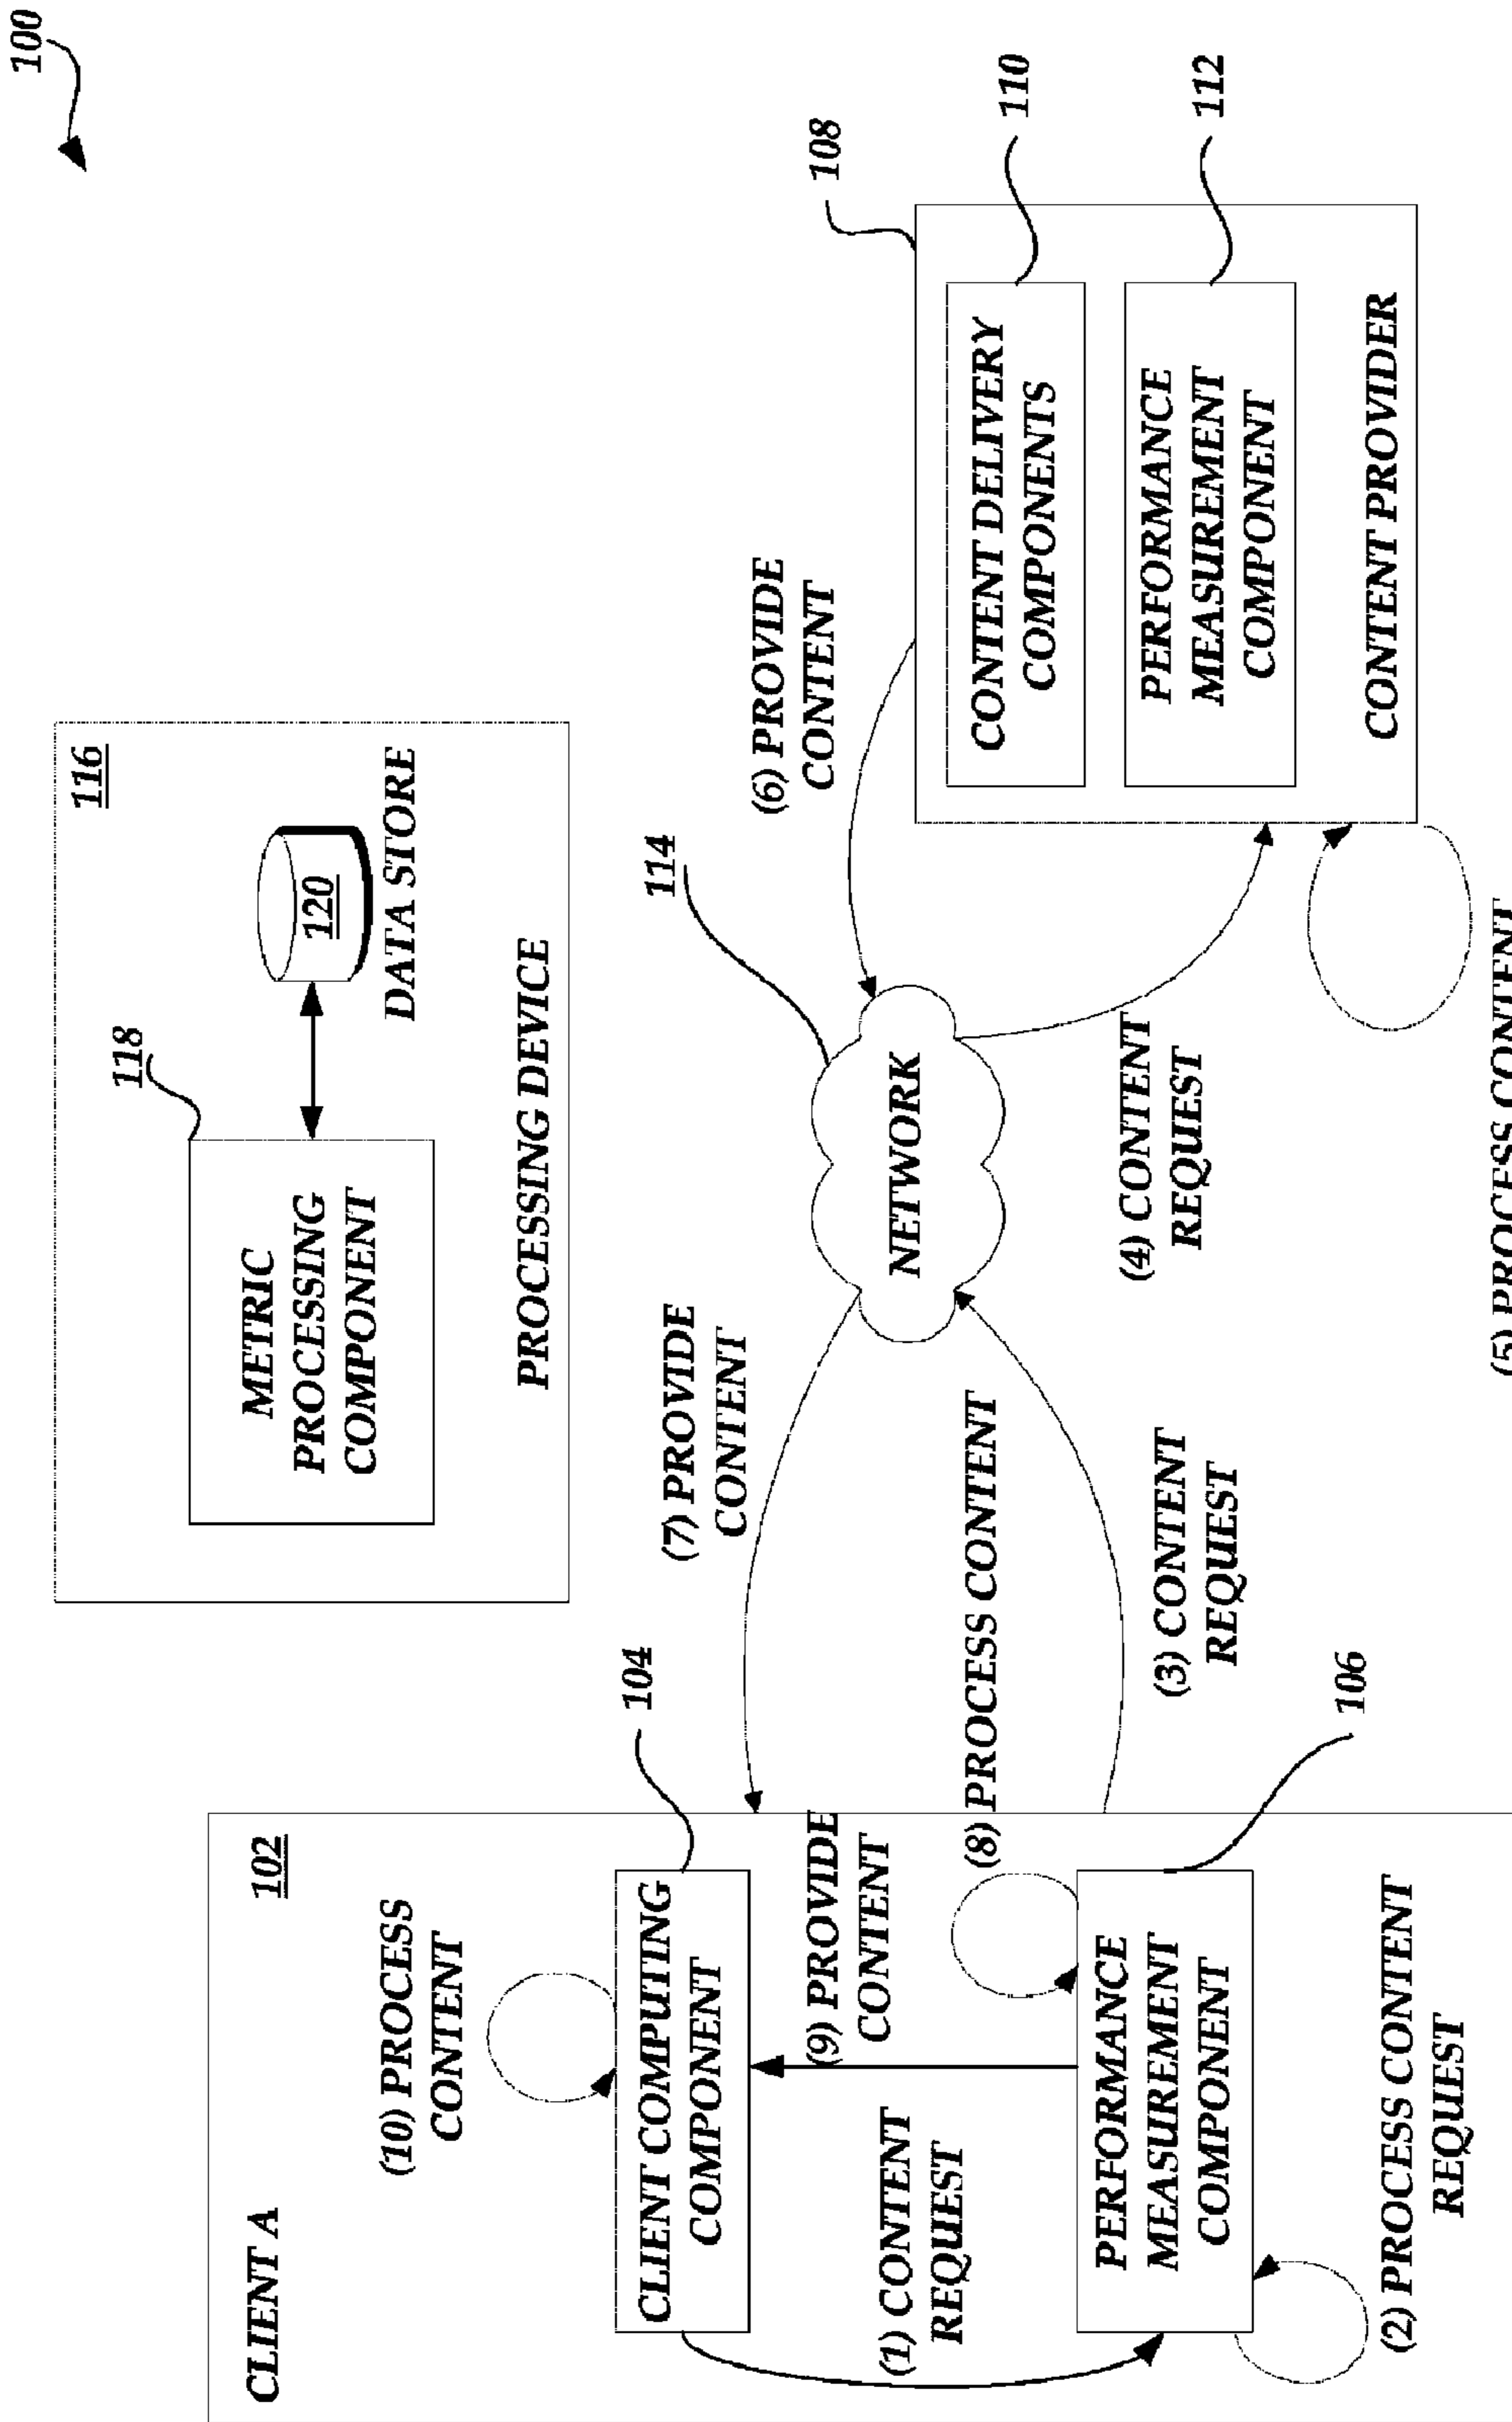 100
116
118
METRIC
PROCESSING
COMPONENT
120
DATA STORE
PROCESSING DEVICE
CLIENT A
102
(10) PROCESS
CONTENT
104
CLIENT COMPUTING
COMPONENT
(9) PROVIDE
CONTENT
(1) CONTENT
REQUEST
(8) PROCESS CONTENT
PERFORMANCE
MEASUREMENT
COMPONENT
106
(2) PROCESS CONTENT
REQUEST
(7) PROVIDE
CONTENT
(3) CONTENT
REQUEST
114
NETWORK
(6) PROVIDE
CONTENT
(4) CONTENT
REQUEST
108
CONTENT DELIVERY
COMPONENTS
110
PERFORMANCE
MEASUREMENT
COMPONENT
112
CONTENT PROVIDER
(5) PROCESS CONTENT